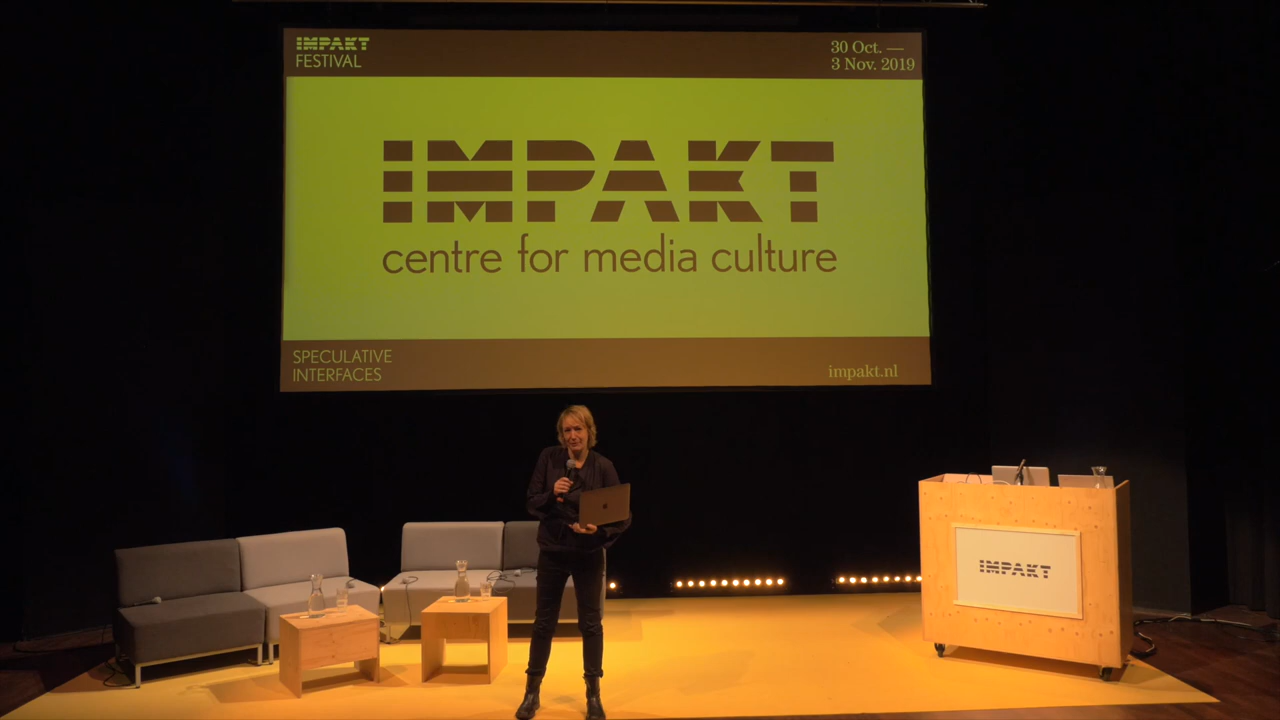 IMPAKT
FESTIVAL
30 Oct. —
3 Nov. 2019
IMPAKT
centre for media culture
SPECULATIVE
INTERFACES
impakt.nl
IMPAKT